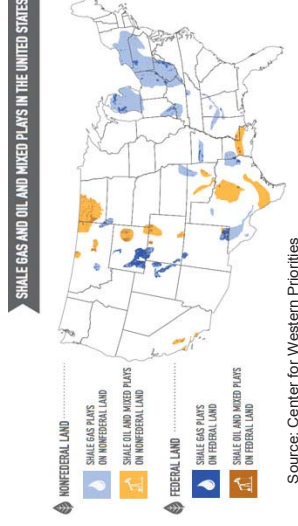 SHALE GAS AND OIL AND MIXED PLAYS IN THE UNITED STATES
NONFEDERAL LAND
SHALE GAS PLAYS
ON NONFEDERAL LAND
SHALE OIL AND MIXED PLAYS
ON NONFEDERAL LAND
FEDERAL LAND
SHALE GAS PLAYS
ON FEDERAL LAND
SHALE OIL AND MIXED PLAYS
ON FEDERAL LAND
Source: Center for Western Priorities